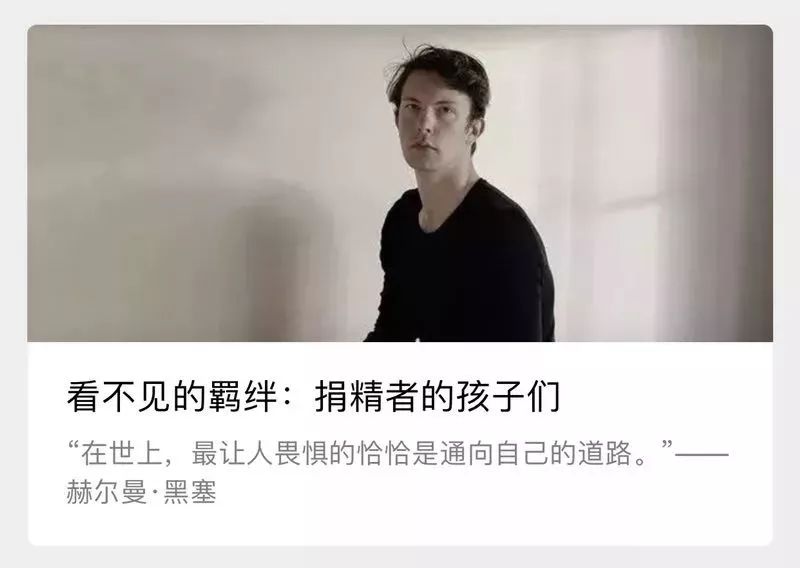 看不见的羁绊：捐精者的孩子们
“在世上，最让人畏惧的恰恰是通向自己的道路。”——
赫尔曼·黑塞